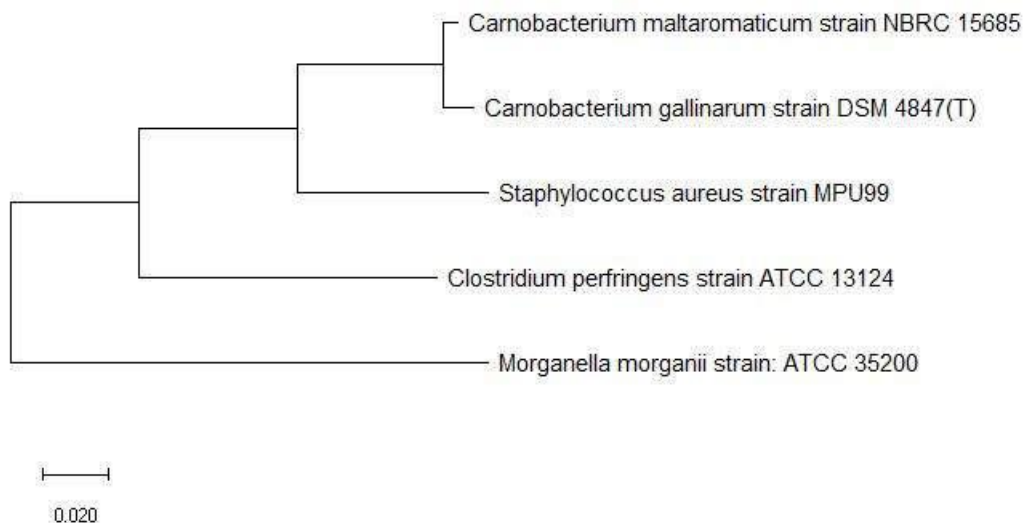 Carnobacterium maltaromaticum strain NBRC 15685
Carnobacterium gallinarum strain DSM 4847(T)
Staphylococcus aureus strain MPU99
Clostridium perfringens strain ATCC 13124
Morganella morganii strain: ATCC 35200
0.020